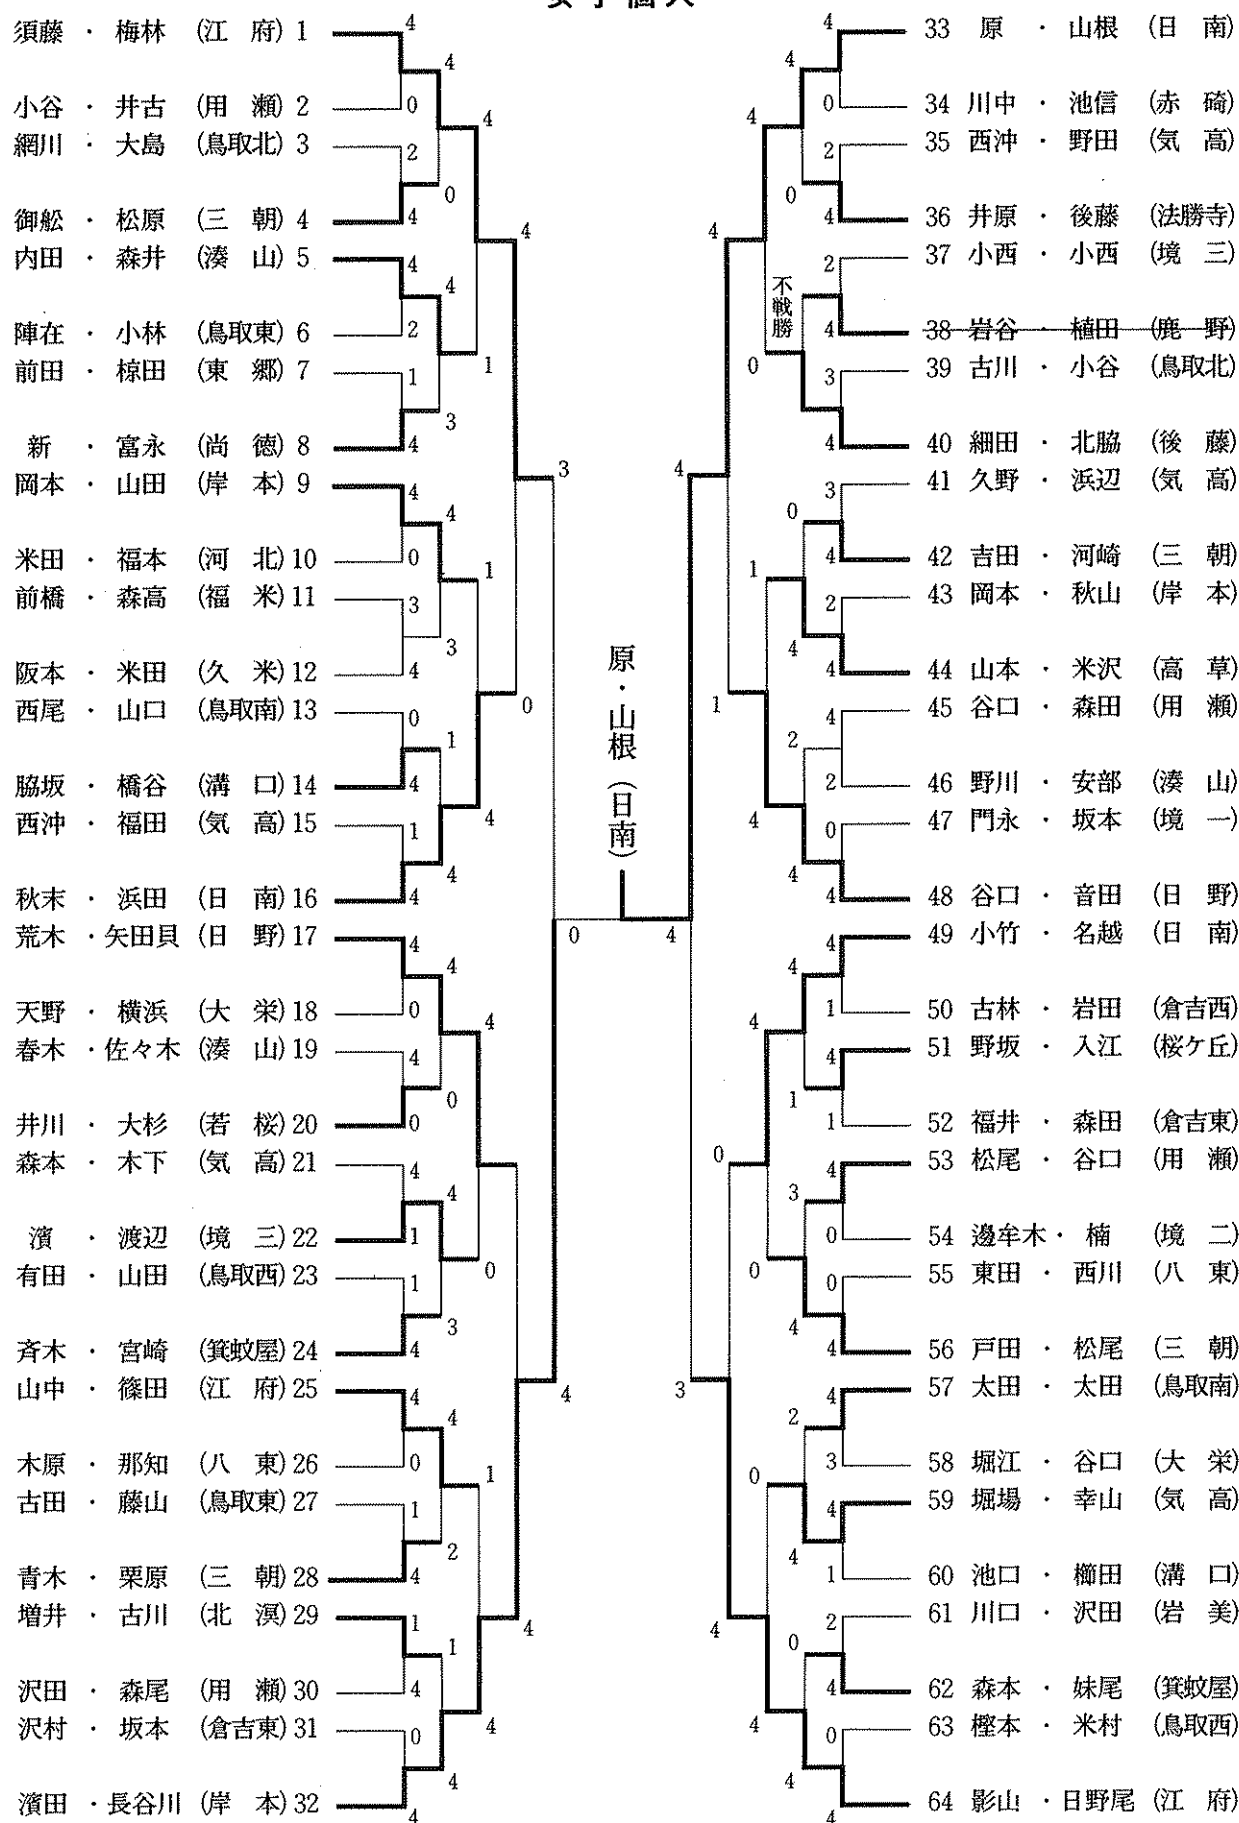 須藤・梅林 (江府) 1
小谷・井古 (用瀬) 2
網川・大島 (鳥取北) 3
御舩・松原 (三朝) 4
内田・森井 (湊山) 5
陣在・小林 (鳥取東) 6
前田・椋田 (東郷) 7
新・富永 (尚徳) 8
岡本・山田 (岸本) 9
米田・福本 (河北) 10
前橋・森高 (福米) 11
阪本・米田 (久米) 12
西尾・山口 (鳥取南) 13
脇坂・橋谷 (溝口) 14
西沖・福田 (気高) 15
秋末・浜田 (日南) 16
荒木・矢田貝 (日野) 17
天野・横浜 (大栄) 18
春木・佐々木 (湊山) 19
井川・大杉 (若桜) 20
森本・木下 (気高) 21
濱・渡辺 (境三) 22
有田・山田 (鳥取西) 23
斉木・宮崎 (箕蚊屋) 24
山中・篠田 (江府) 25
木原・那知 (八東) 26
古田・藤山 (鳥取東) 27
青木・栗原 (三朝) 28
増井・古川 (北溟) 29
沢田・森尾 (用瀬) 30
沢村・坂本 (倉吉東) 31
濱田・長谷川 (岸本) 32
原・山根 (日南)
不戦勝
33 原・山根 (日南)
34 川中・池信 (赤碕)
35 西沖・野田 (気高)
36 井原・後藤 (法勝寺)
37 小西・小西 (境三)
38 岩谷・植田 (鹿野)
39 古川・小谷 (鳥取北)
40 細田・北脇 (後藤)
41 久野・浜辺 (気高)
42 吉田・河崎 (三朝)
43 岡本・秋山 (岸本)
44 山本・米沢 (高草)
45 谷口・森田 (用瀬)
46 野川・安部 (湊山)
47 門永・坂本 (境一)
48 谷口・音田 (日野)
49 小竹・名越 (日南)
50 古林・岩田 (倉吉西)
51 野坂・入江 (桜ケ丘)
52 福井・森田 (倉吉東)
53 松尾・谷口 (用瀬)
54 邊牟木・楠 (境二)
55 東田・西川 (八東)
56 戸田・松尾 (三朝)
57 太田・太田 (鳥取南)
58 堀江・谷口 (大栄)
59 堀場・幸山 (気高)
60 池口・櫛田 (溝口)
61 川口・沢田 (岩美)
62 森本・妹尾 (箕蚊屋)
63 樫本・米村 (鳥取西)
64 影山・日野尾 (江府)